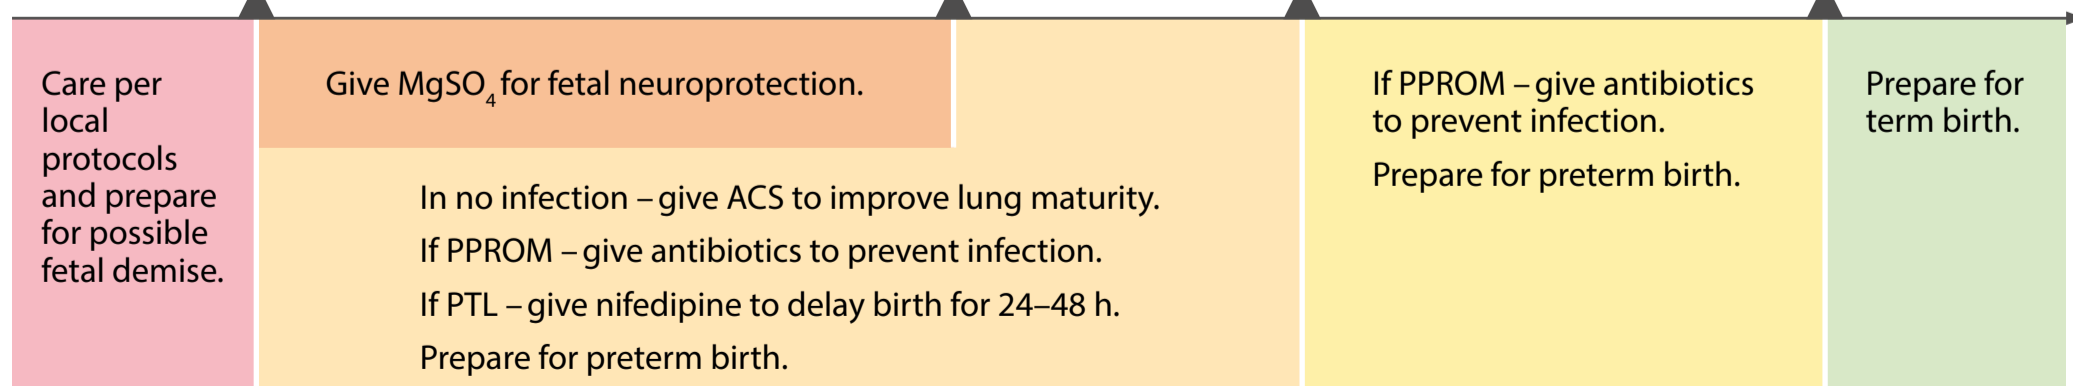 Care per
local
protocols
and prepare
for possible
fetal demise.
Give MgSO₄ for fetal neuroprotection.
In no infection – give ACS to improve lung maturity.
If PPROM – give antibiotics to prevent infection.
If PTL – give nifedipine to delay birth for 24–48 h.
Prepare for preterm birth.
If PPROM – give antibiotics
to prevent infection.
Prepare for preterm birth.
Prepare for
term birth.